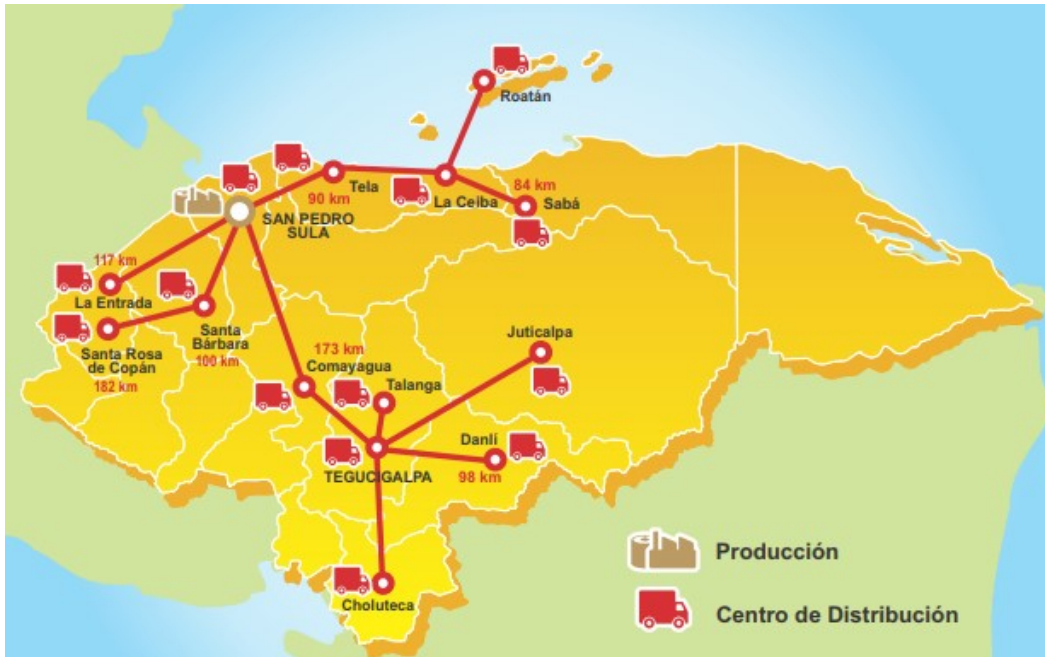 Roatán
Tela
90 km
La Ceiba
84 km
Sabá
SAN PEDRO
SULA
117 km
La Entrada
Santa Rosa
de Copán
182 km
Santa
Bárbara
100 km
173 km
Comayagua
Talanga
Juticalpa
TEGUCIGALPA
Danlí
98 km
Choluteca
Producción
Centro de Distribución